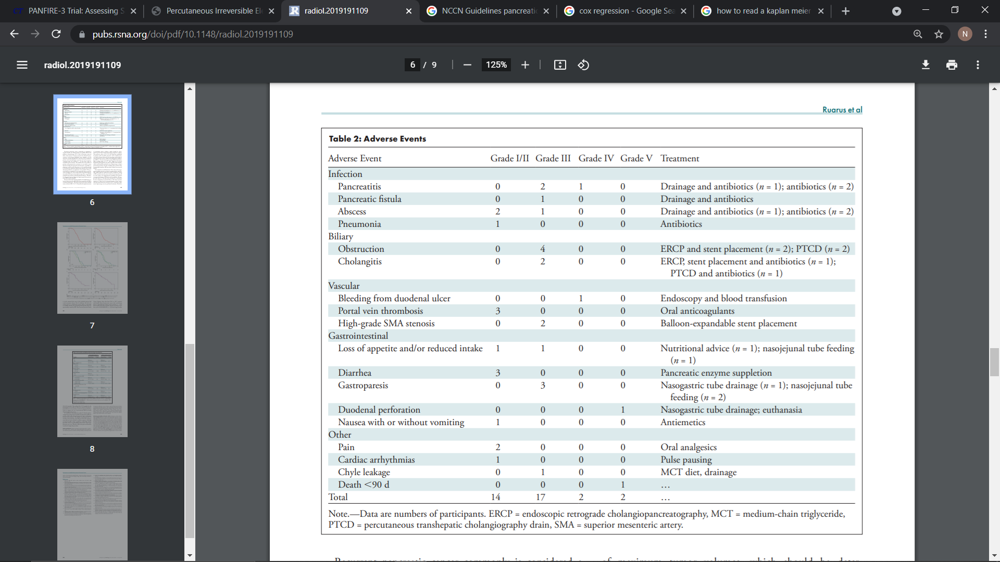 PANFIRE-3 Trial: Assessing S
Percutaneous Irreversible El
radiol.2019191109
NCCN Guidelines pancreati
cox regression - Google Sea
how to read a kaplan meier
pubs.rsna.org/doi/pdf/10.1148/radiol.2019191109
N
radiol.2019191109
6 / 9
125%
6
7
8
Ruarus et al
Table 2: Adverse Events
Adverse Event Grade I/II Grade III Grade IV Grade V Treatment
Infection
Pancreatitis 0 2 1 0 Drainage and antibiotics (n = 1); antibiotics (n = 2)
Pancreatic fistula 0 1 0 0 Drainage and antibiotics
Abscess 2 1 0 0 Drainage and antibiotics (n = 1); antibiotics (n = 2)
Pneumonia 1 0 0 0 Antibiotics
Biliary
Obstruction 0 4 0 0 ERCP and stent placement (n = 2); PTCD (n = 2)
Cholangitis 0 2 0 0 ERCP, stent placement and antibiotics (n = 1);
PTCD and antibiotics (n = 1)
Vascular
Bleeding from duodenal ulcer 0 0 1 0 Endoscopy and blood transfusion
Portal vein thrombosis 3 0 0 0 Oral anticoagulants
High-grade SMA stenosis 0 2 0 0 Balloon-expandable stent placement
Gastrointestinal
Loss of appetite and/or reduced intake 1 1 0 0 Nutritional advice (n = 1); nasojejunal tube feeding
(n = 1)
Diarrhea 3 0 0 0 Pancreatic enzyme suppletion
Gastroparesis 0 3 0 0 Nasogastric tube drainage (n = 1); nasojejunal tube
feeding (n = 2)
Duodenal perforation 0 0 0 1 Nasogastric tube drainage; euthanasia
Nausea with or without vomiting 1 0 0 0 Antiemetics
Other
Pain 2 0 0 0 Oral analgesics
Cardiac arrhythmias 1 0 0 0 Pulse pausing
Chyle leakage 0 1 0 0 MCT diet, drainage
Death <90 d 0 0 0 1 ...
Total 14 17 2 2 ...
Note.—Data are numbers of participants. ERCP = endoscopic retrograde cholangiopancreatography, MCT = medium-chain triglyceride,
PTCD = percutaneous transhepatic cholangiography drain, SMA = superior mesenteric artery.